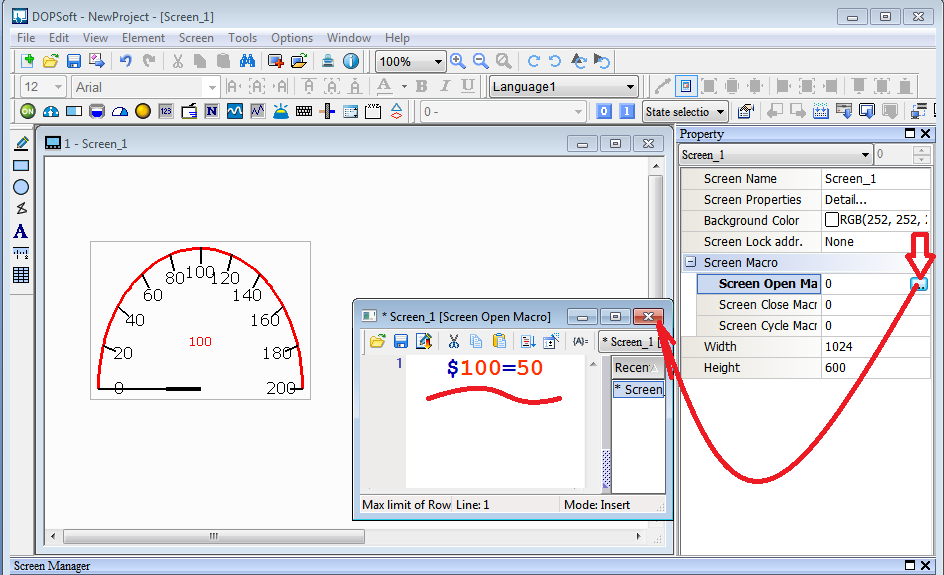 DOPSoft - NewProject - [Screen_1]
File Edit View Element Screen Tools Options Window Help
100%
12 Arial A A A A A A A B I U Language1
ON 123 N 0 - 0 1 State selectio
1 - Screen_1
A
0
20
40
60
80
100
120
140
160
180
200
100
* Screen_1 [Screen Open Macro]
(A)= * Screen_1
1 $100=50
Recen
* Screen
Max limit of Row Line: 1 Mode: Insert
Property
Screen_1 0
Screen Name Screen_1
Screen Properties Detail...
Background Color RGB(252, 252, 
Screen Lock addr. None
Screen Macro
Screen Open Ma 0 ...
Screen Close Macr 0
Screen Cycle Macr 0
Width 1024
Height 600
Screen Manager